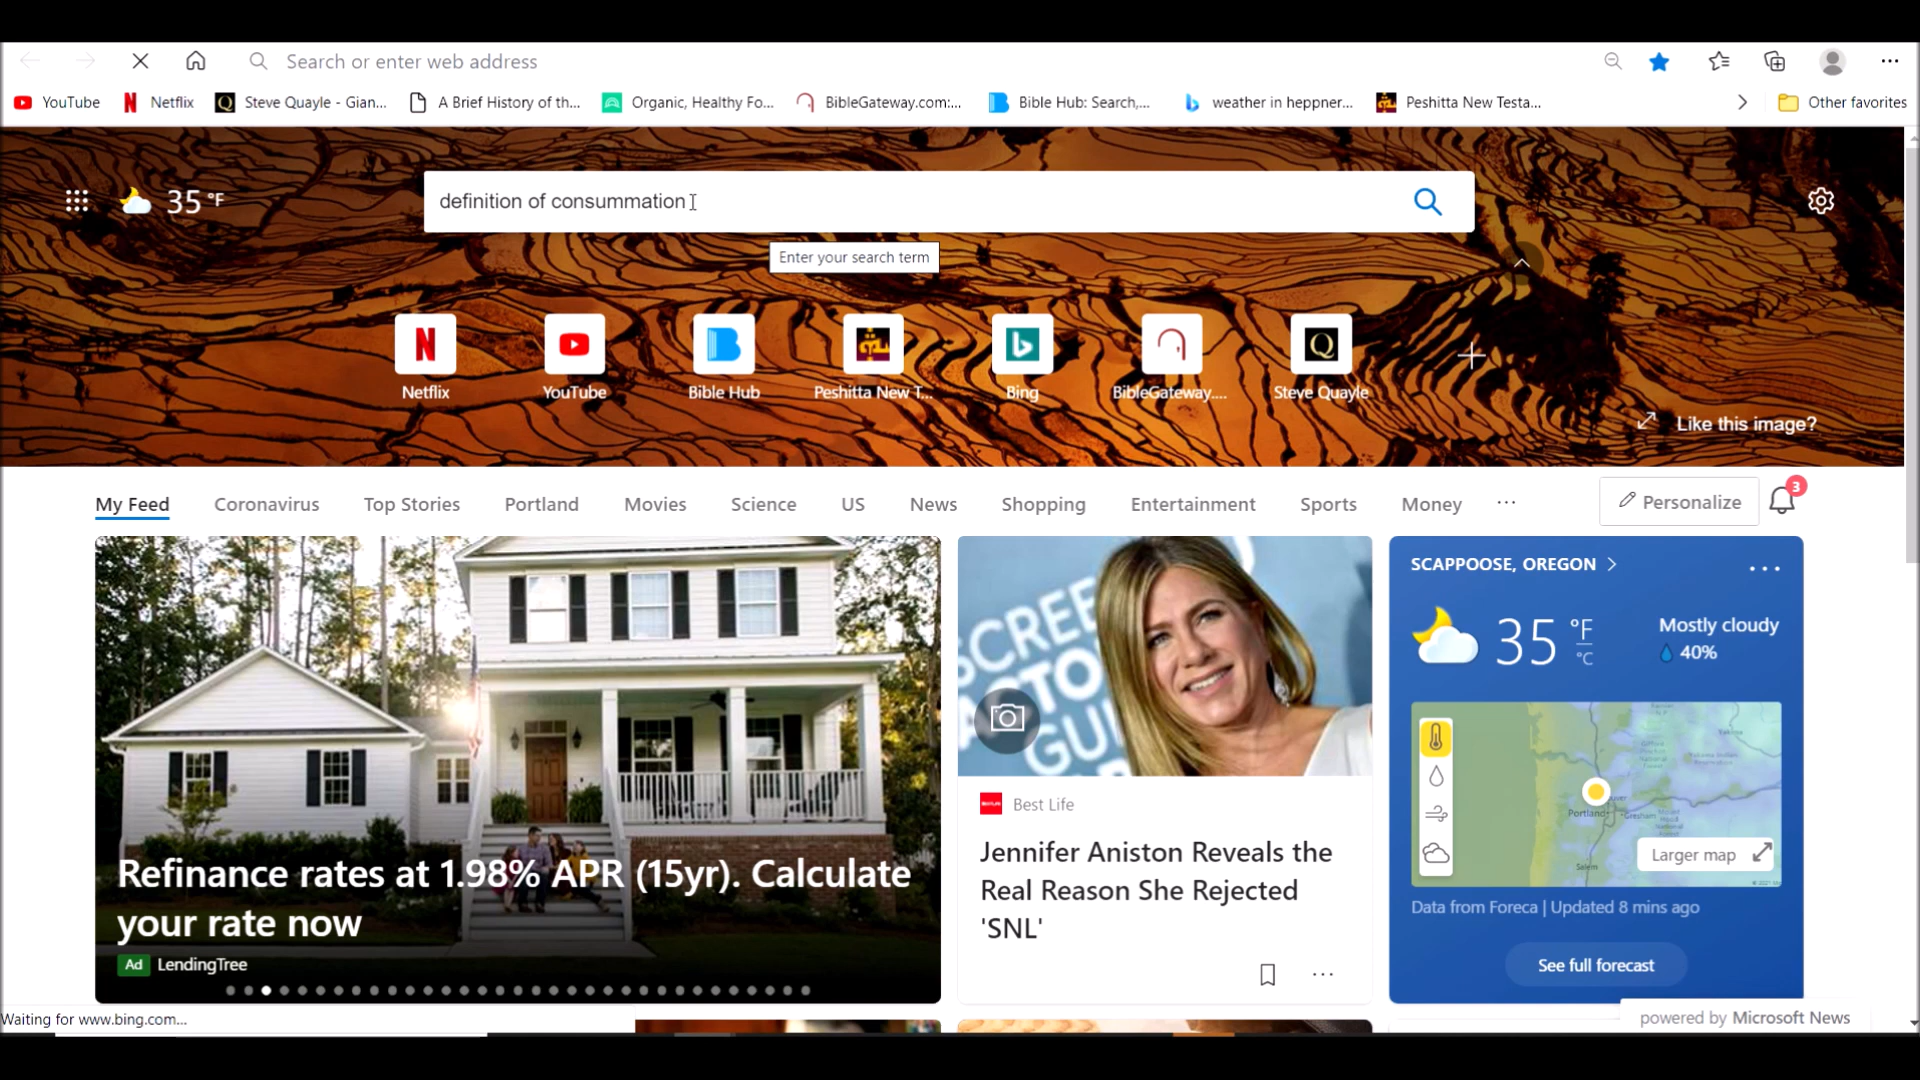 Search or enter web address
YouTube
Netflix
Steve Quayle - Gian...
A Brief History of th...
Organic, Healthy Fo...
BibleGateway.com:...
Bible Hub: Search,...
weather in heppner...
Peshitta New Testa...
Other favorites
35 °F
definition of consummation
Enter your search term
Netflix
YouTube
Bible Hub
Peshitta New T...
Bing
BibleGateway....
Steve Quayle
Like this image?
My Feed
Coronavirus
Top Stories
Portland
Movies
Science
US
News
Shopping
Entertainment
Sports
Money
...
Personalize
3
Refinance rates at 1.98% APR (15yr). Calculate
your rate now
Ad LendingTree
SCREE
ACTO
GU
Best Life
Jennifer Aniston Reveals the
Real Reason She Rejected
'SNL'
SCAPPOOSE, OREGON
35 °F
°C
Mostly cloudy
40%
Portland
Gresham
Salem
Larger map
Data from Foreca | Updated 8 mins ago
See full forecast
Waiting for www.bing.com...
powered by Microsoft News